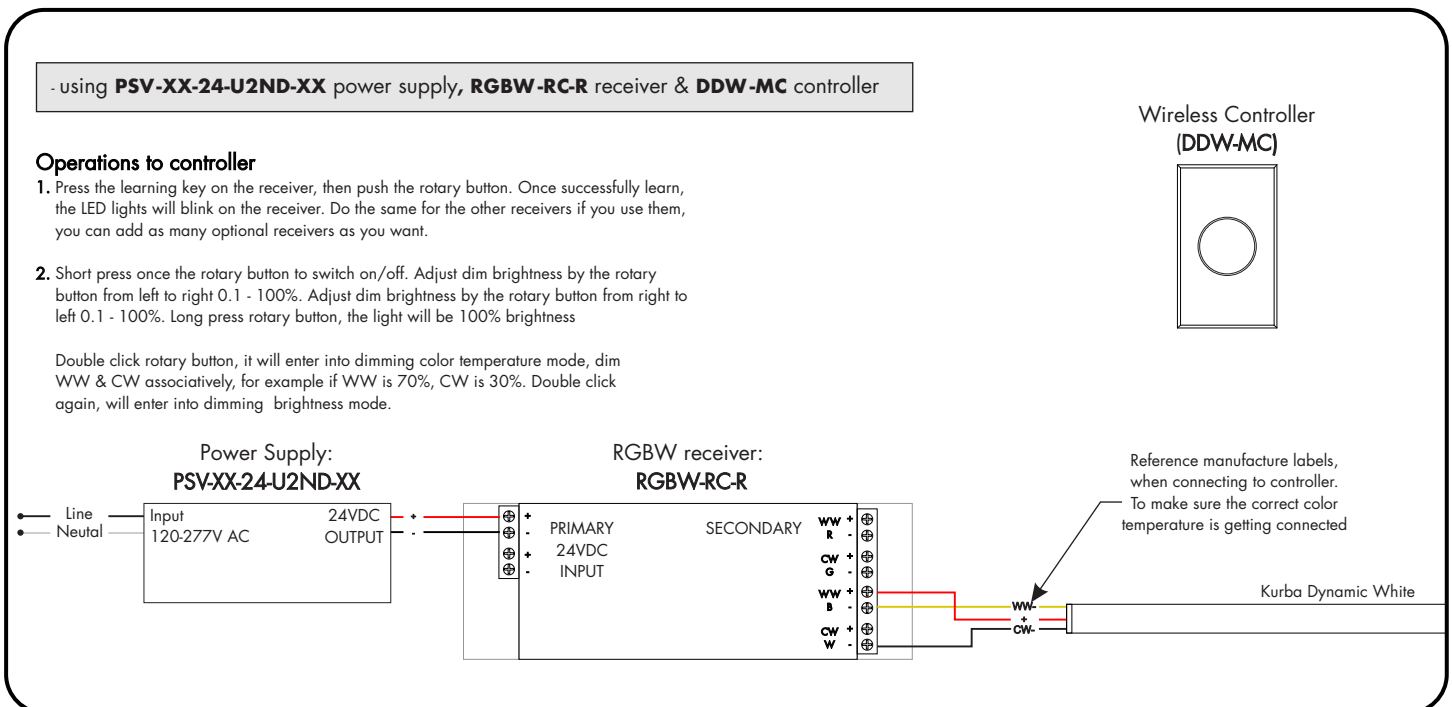 - using PSV-XX-24-U2ND-XX power supply, RGBW-RC-R receiver & DDW-MC controller
Wireless Controller
(DDW-MC)
Operations to controller
1. Press the learning key on the receiver, then push the rotary button. Once successfully learn,
the LED lights will blink on the receiver. Do the same for the other receivers if you use them,
you can add as many optional receivers as you want.
2. Short press once the rotary button to switch on/off. Adjust dim brightness by the rotary
button from left to right 0.1 - 100%. Adjust dim brightness by the rotary button from right to
left 0.1 - 100%. Long press rotary button, the light will be 100% brightness
Double click rotary button, it will enter into dimming color temperature mode, dim
WW & CW associatively, for example if WW is 70%, CW is 30%. Double click
again, will enter into dimming brightness mode.
Power Supply:
PSV-XX-24-U2ND-XX
Line
Neutal
Input
120-277V AC
24VDC
OUTPUT
+
-
RGBW receiver:
RGBW-RC-R
+
-
+
-
PRIMARY
24VDC
INPUT
SECONDARY
WW +
R -
CW +
G -
WW +
B -
CW +
W -
Reference manufacture labels,
when connecting to controller.
To make sure the correct color
temperature is getting connected
WW-
+
CW-
Kurba Dynamic White